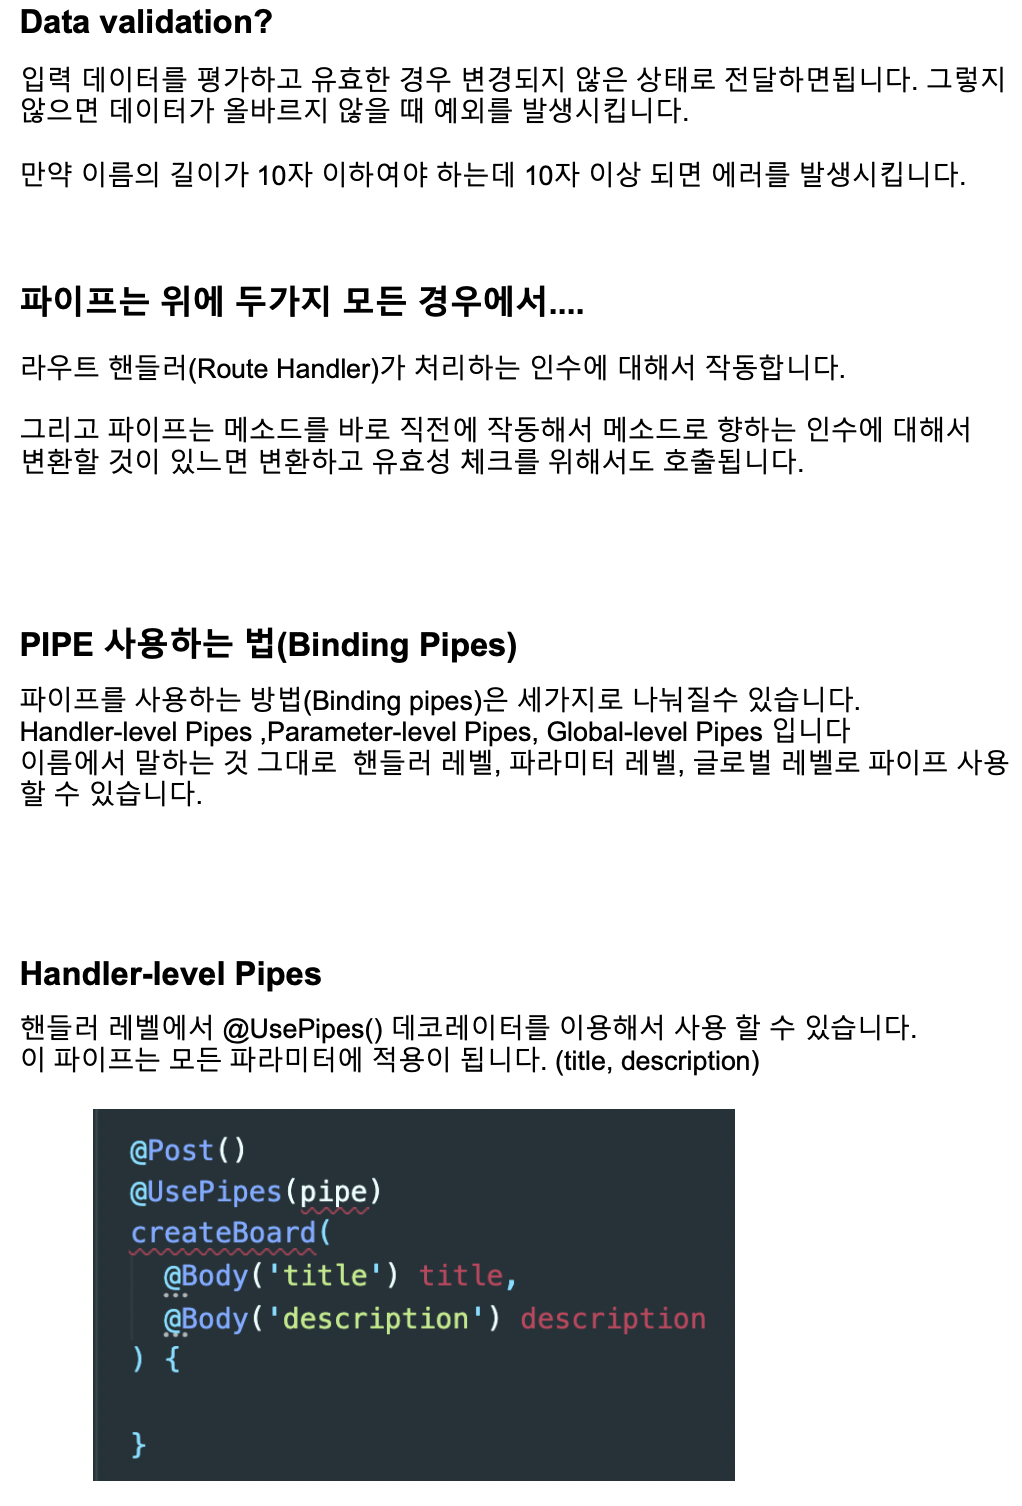 Data validation?
입력 데이터를 평가하고 유효한 경우 변경되지 않은 상태로 전달하면됩니다. 그렇지
않으면 데이터가 올바르지 않을 때 예외를 발생시킵니다.
만약 이름의 길이가 10자 이하여야 하는데 10자 이상 되면 에러를 발생시킵니다.
파이프는 위에 두가지 모든 경우에서....
라우트 핸들러(Route Handler)가 처리하는 인수에 대해서 작동합니다.
그리고 파이프는 메소드를 바로 직전에 작동해서 메소드로 향하는 인수에 대해서
변환할 것이 있느면 변환하고 유효성 체크를 위해서도 호출됩니다.
PIPE 사용하는 법(Binding Pipes)
파이프를 사용하는 방법(Binding pipes)은 세가지로 나눠질수 있습니다.
Handler-level Pipes ,Parameter-level Pipes, Global-level Pipes 입니다
이름에서 말하는 것 그대로  핸들러 레벨, 파라미터 레벨, 글로벌 레벨로 파이프 사용
할 수 있습니다.
Handler-level Pipes
핸들러 레벨에서 @UsePipes() 데코레이터를 이용해서 사용 할 수 있습니다.
이 파이프는 모든 파라미터에 적용이 됩니다. (title, description)
@Post()
@UsePipes(pipe)
createBoard(
@Body('title') title,
@Body('description') description
) {
}